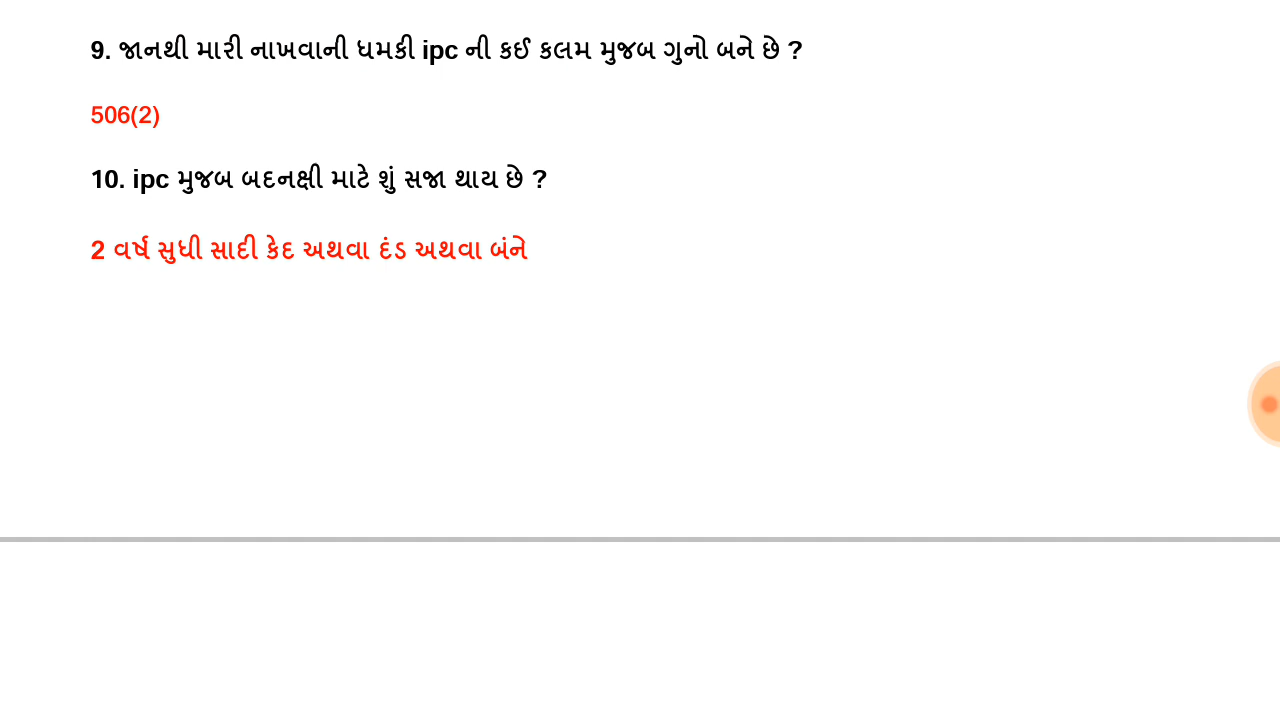 9. જાનથી મારી નાખવાની ધમકી ipc ની કઈ કલમ મુજબ ગુનો બને છે ?
506(2)
10. ipc મુજબ બદનક્ષી માટે શું સજા થાય છે ?
2 વર્ષ સુધી સાદી કેદ અથવા દંડ અથવા બંને